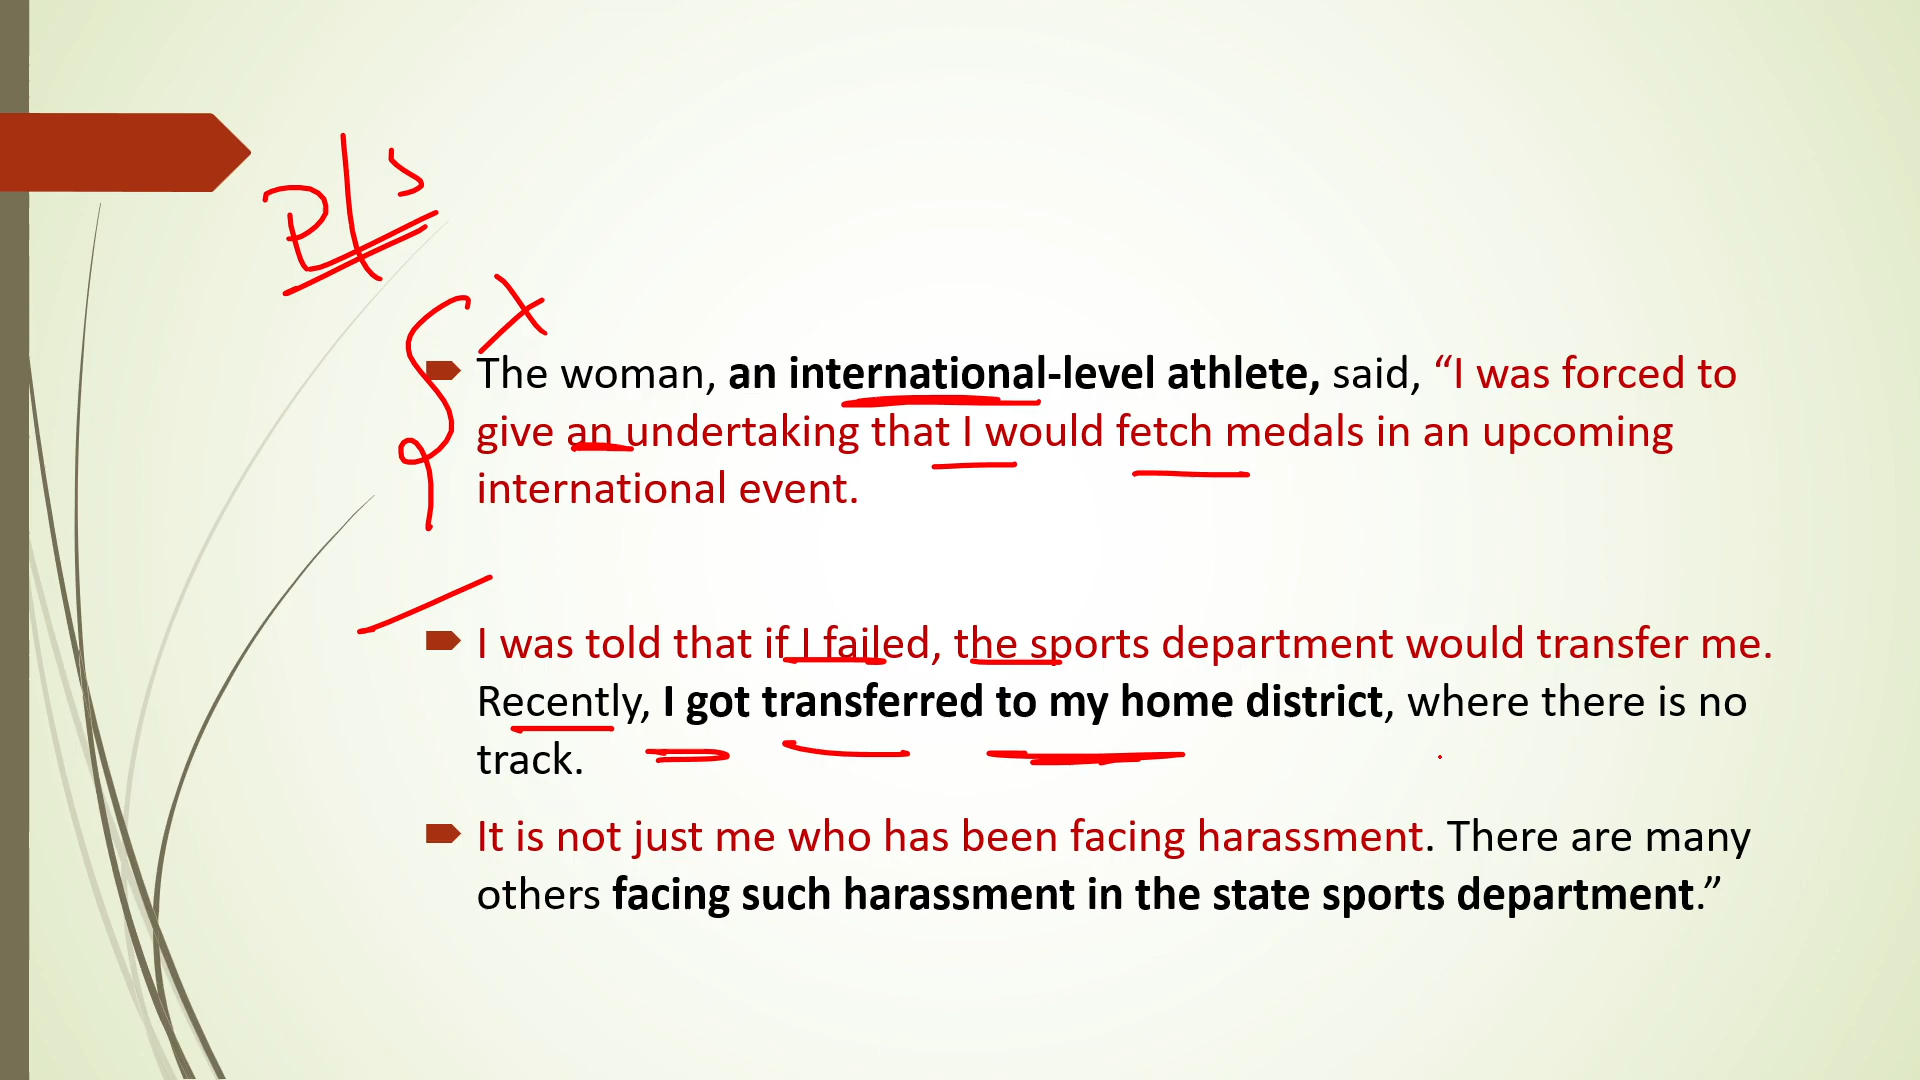 The woman, an international-level athlete, said, “I was forced to
give an undertaking that I would fetch medals in an upcoming
international event.
I was told that if I failed, the sports department would transfer me.
Recently, I got transferred to my home district, where there is no
track.
It is not just me who has been facing harassment. There are many
others facing such harassment in the state sports department.”